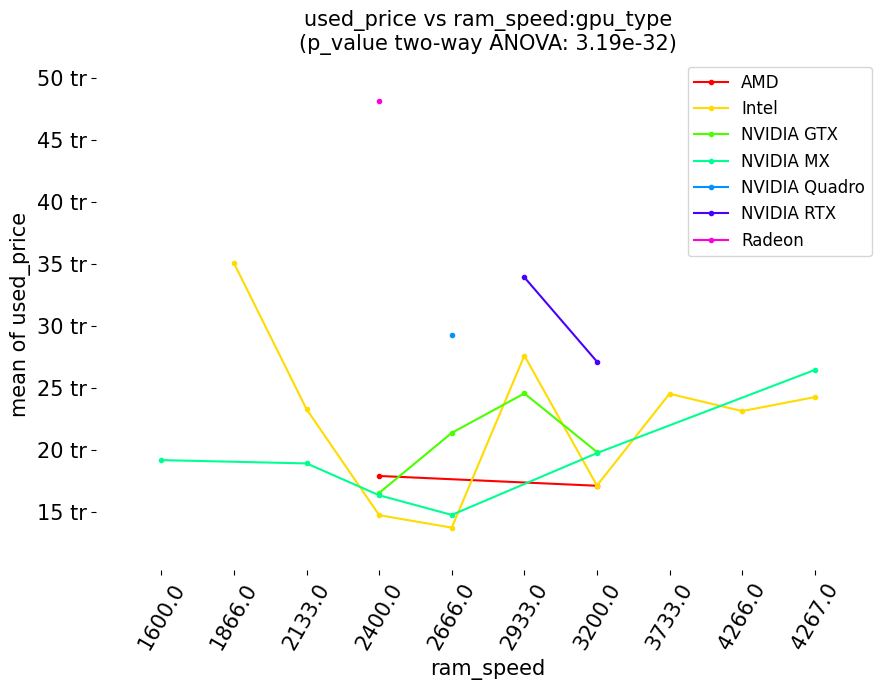 used_price vs ram_speed:gpu_type
(p_value two-way ANOVA: 3.19e-32)
50 tr
45 tr
40 tr
35 tr
30 tr
25 tr
20 tr
15 tr
mean of used_price
AMD
Intel
NVIDIA GTX
NVIDIA MX
NVIDIA Quadro
NVIDIA RTX
Radeon
1600.0
1866.0
2133.0
2400.0
2666.0
2933.0
3200.0
3733.0
4266.0
4267.0
ram_speed